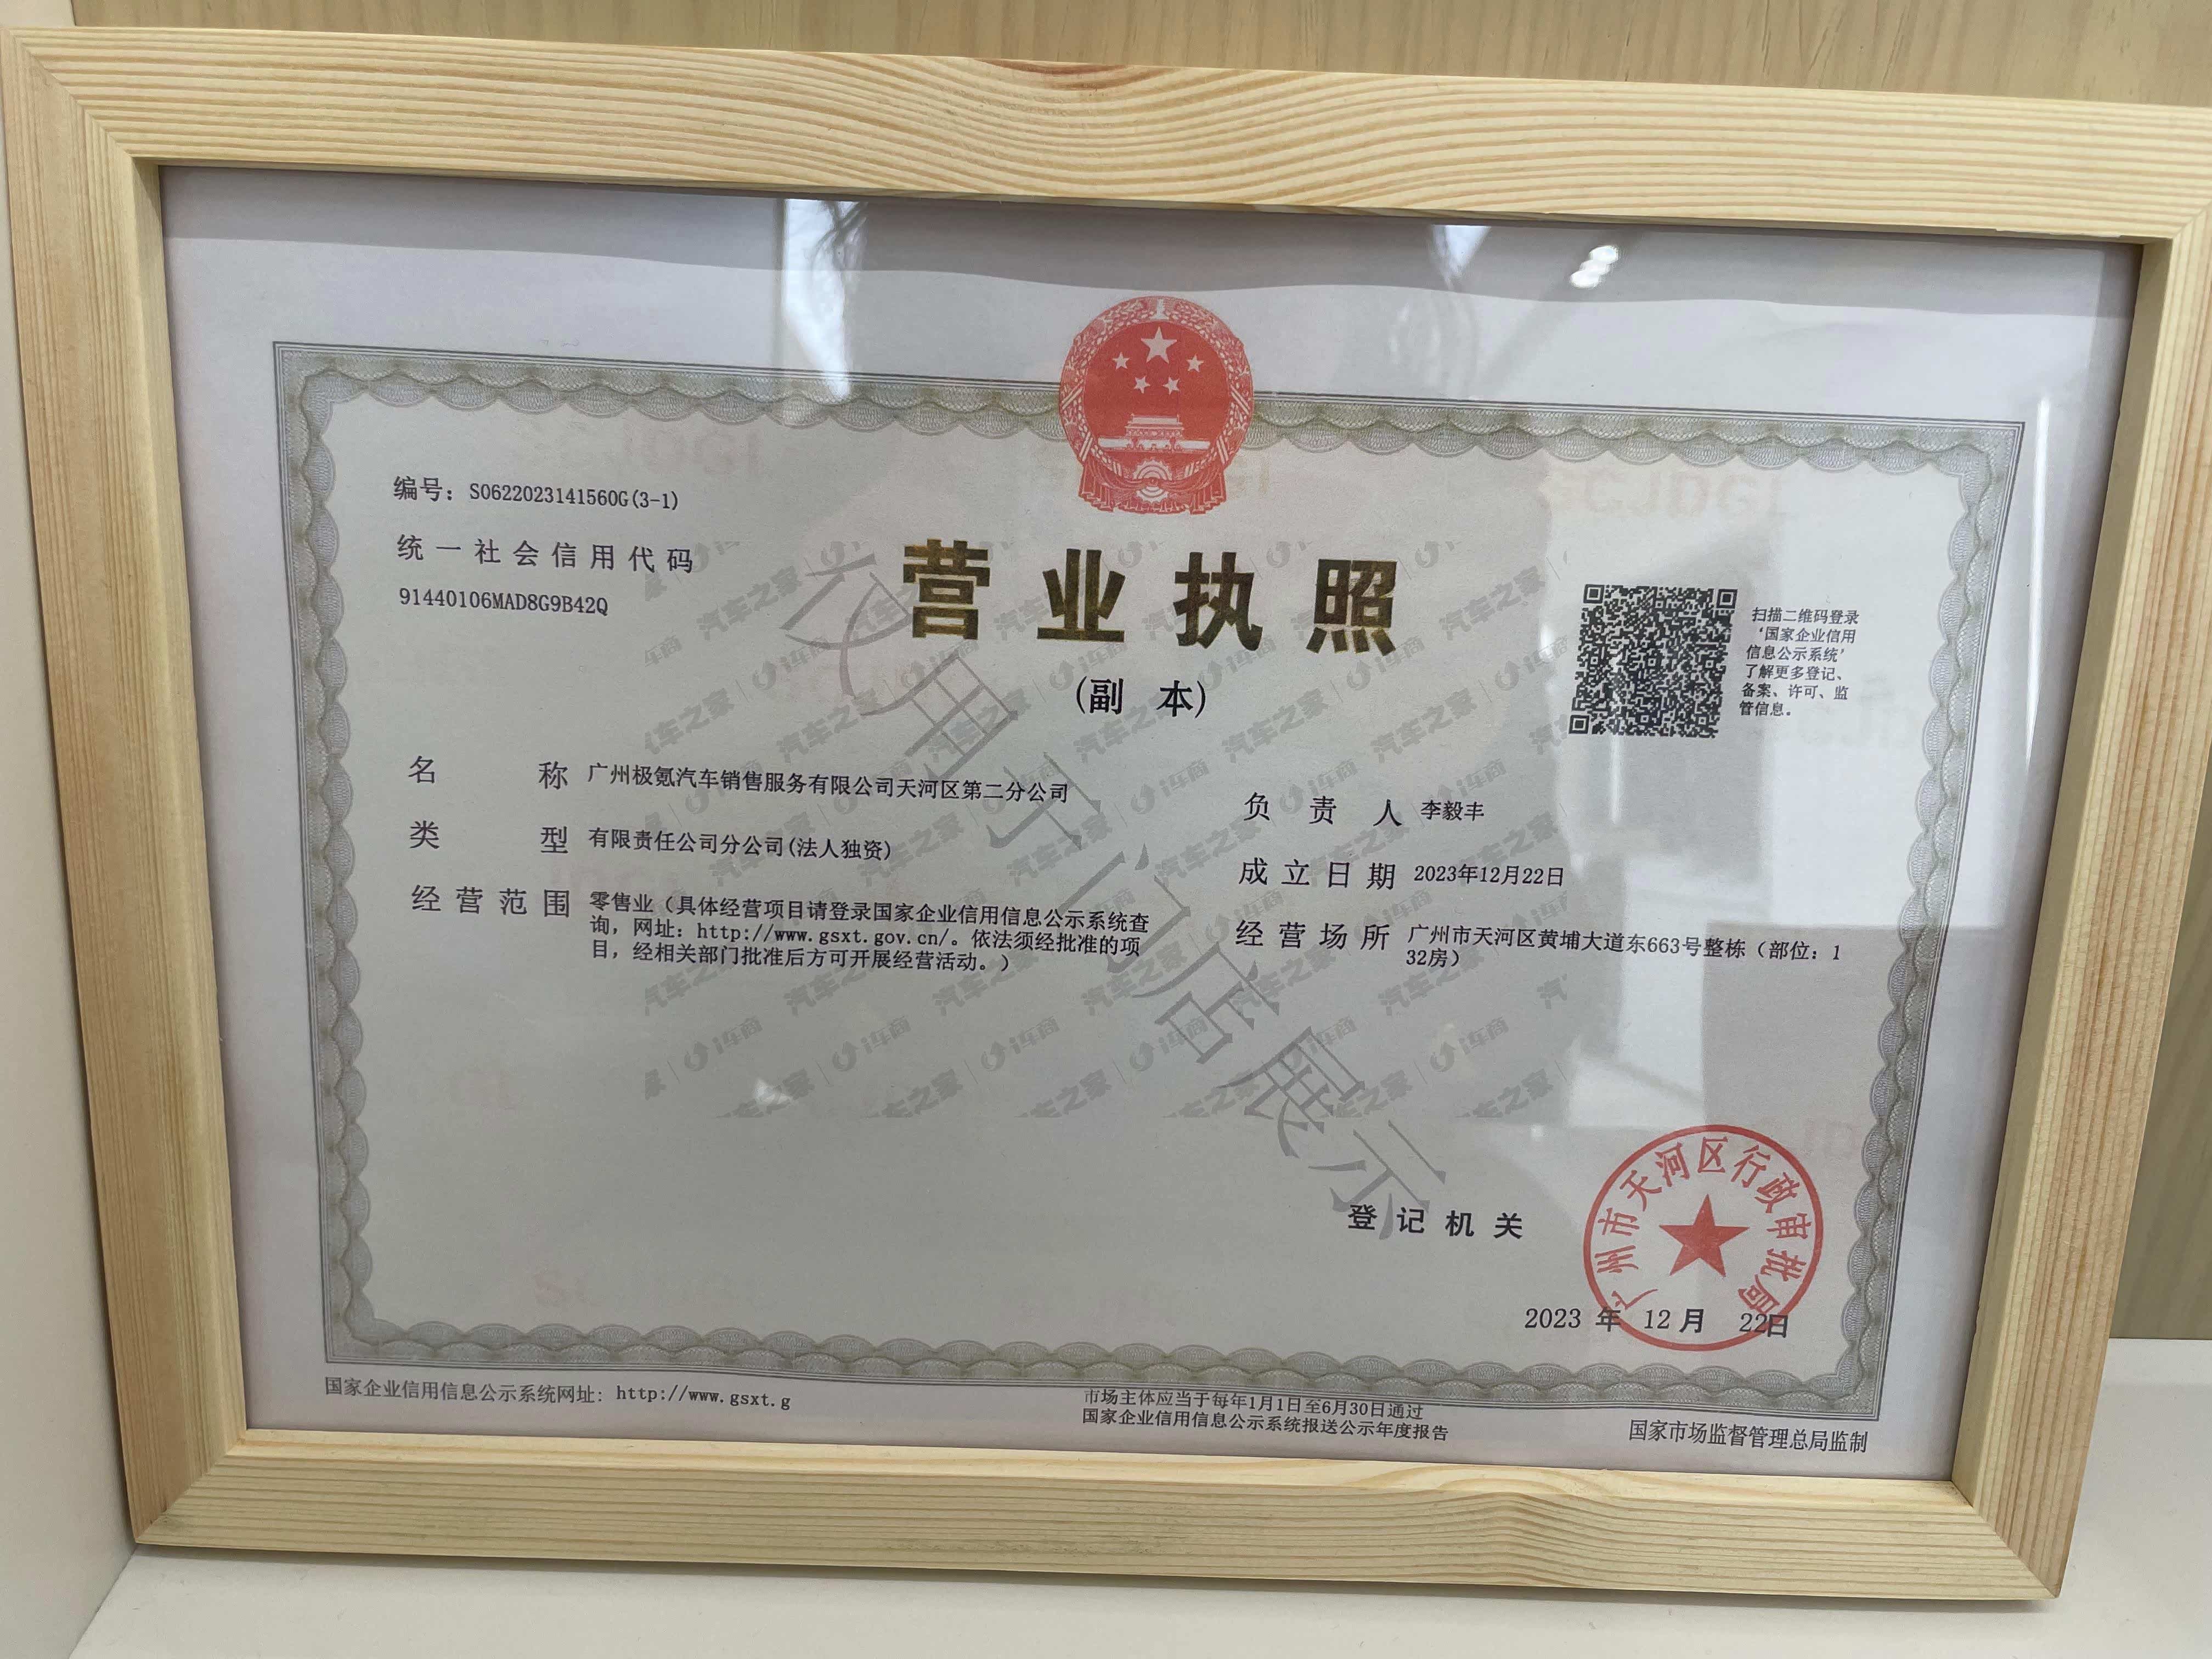 编号：S0622023141560G(3-1)
统一社会信用代码
91440106MAD8G9B42Q
营业执照
(副 本)
扫描二维码登录
‘国家企业信用
信息公示系统’
了解更多登记、
备案、许可、监
管信息。
名 称 广州极氪汽车销售服务有限公司天河区第二分公司
类 型 有限责任公司分公司(法人独资)
经营范围 零售业（具体经营项目请登录国家企业信用信息公示系统查
询，网址：http://www.gsxt.gov.cn/。依法须经批准的项
目，经相关部门批准后方可开展经营活动。）
负责人 李毅丰
成立日期 2023年12月22日
经营场所 广州市天河区黄埔大道东663号整栋（部位：1
32房）
仅用于门店展示
汽车之家 | i车商
登记机关
广州市天河区行政审批局
2023 年 12 月 22日
国家企业信用信息公示系统网址：http://www.gsxt.g
市场主体应当于每年1月1日至6月30日通过
国家企业信用信息公示系统报送公示年度报告
国家市场监督管理总局监制